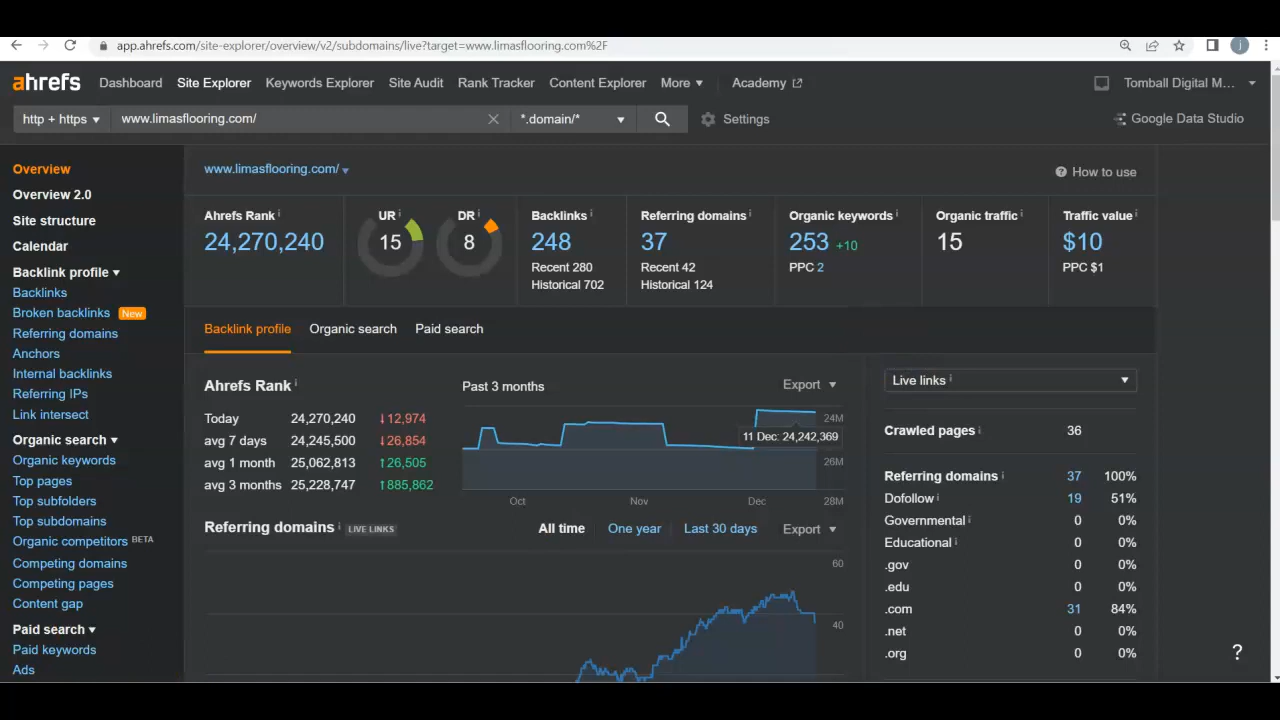 app.ahrefs.com/site-explorer/overview/v2/subdomains/live?target=www.limasflooring.com%2F
j
ahrefs Dashboard Site Explorer Keywords Explorer Site Audit Rank Tracker Content Explorer More Academy Tomball Digital M...
http + https www.limasflooring.com/ *.domain/* Settings Google Data Studio
Overview
Overview 2.0
Site structure
Calendar
Backlink profile
Backlinks
Broken backlinks New
Referring domains
Anchors
Internal backlinks
Referring IPs
Link intersect
Organic search
Organic keywords
Top pages
Top subfolders
Top subdomains
Organic competitors BETA
Competing domains
Competing pages
Content gap
Paid search
Paid keywords
Ads
www.limasflooring.com/ How to use
Ahrefs Rank
24,270,240
UR
15
DR
8
Backlinks
248
Recent 280
Historical 702
Referring domains
37
Recent 42
Historical 124
Organic keywords
253 +10
PPC 2
Organic traffic
15
Traffic value
$10
PPC $1
Backlink profile Organic search Paid search
Ahrefs Rank
Today 24,270,240 ↓12,974
avg 7 days 24,245,500 ↓26,854
avg 1 month 25,062,813 ↑26,505
avg 3 months 25,228,747 ↑885,862
Past 3 months Export
24M
11 Dec: 24,242,369
26M
Oct Nov Dec 28M
Referring domains LIVE LINKS All time One year Last 30 days Export
60
40
Live links
Crawled pages 36
Referring domains 37 100%
Dofollow 19 51%
Governmental 0 0%
Educational 0 0%
.gov 0 0%
.edu 0 0%
.com 31 84%
.net 0 0%
.org 0 0%
?